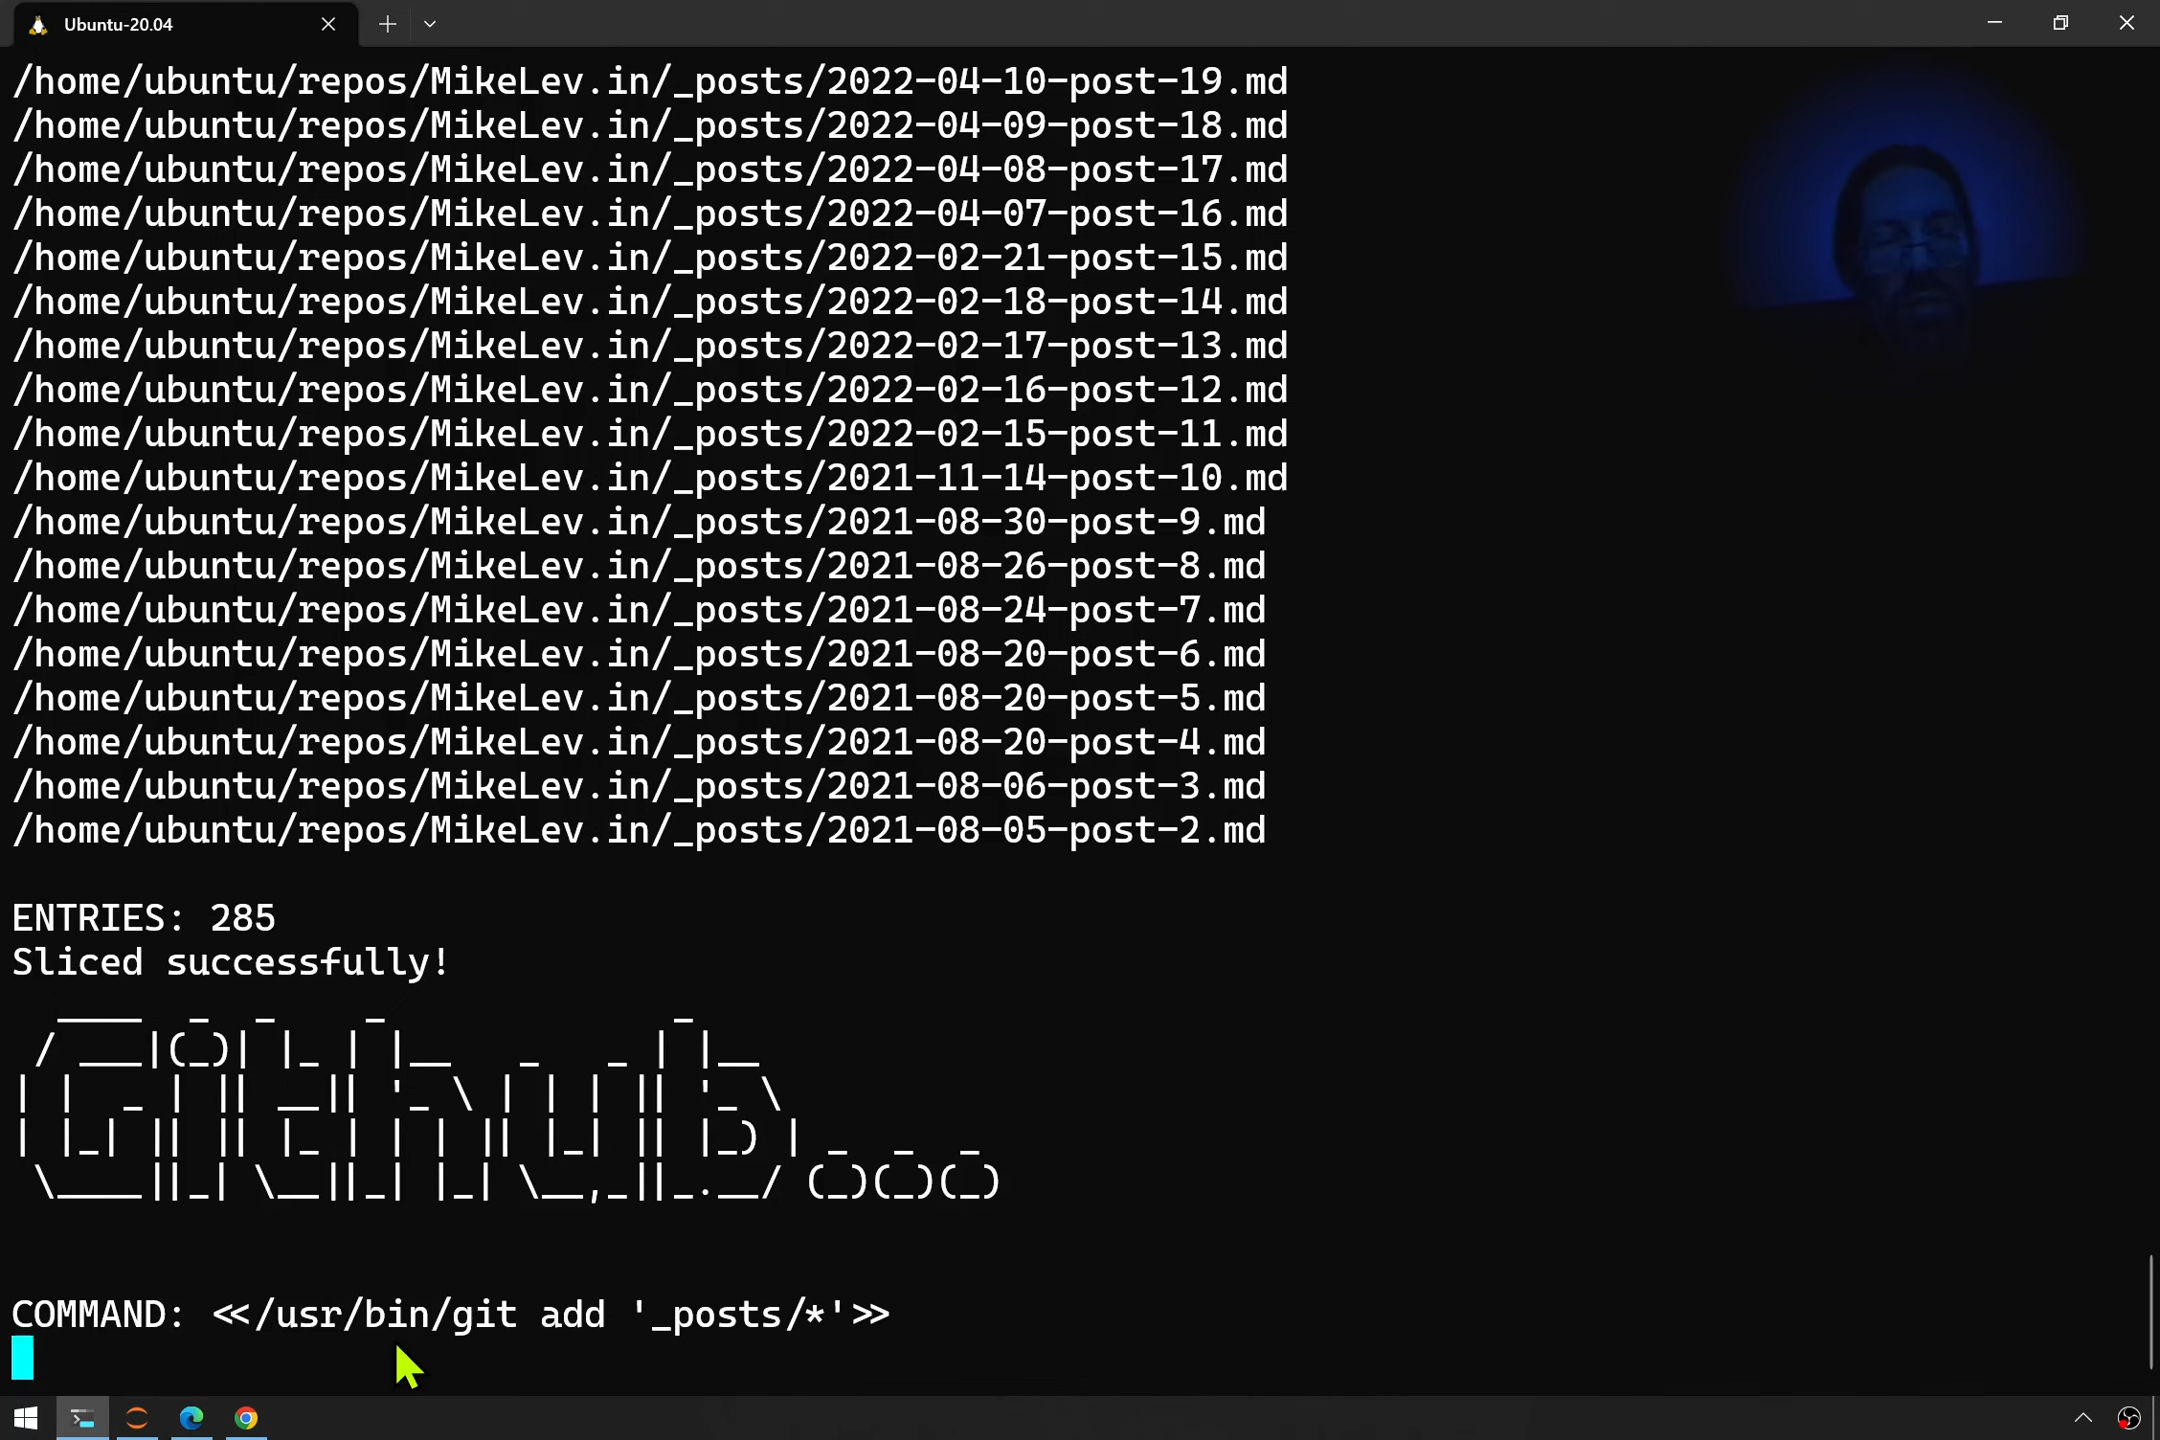 Ubuntu-20.04
/home/ubuntu/repos/MikeLev.in/_posts/2022-04-10-post-19.md
/home/ubuntu/repos/MikeLev.in/_posts/2022-04-09-post-18.md
/home/ubuntu/repos/MikeLev.in/_posts/2022-04-08-post-17.md
/home/ubuntu/repos/MikeLev.in/_posts/2022-04-07-post-16.md
/home/ubuntu/repos/MikeLev.in/_posts/2022-02-21-post-15.md
/home/ubuntu/repos/MikeLev.in/_posts/2022-02-18-post-14.md
/home/ubuntu/repos/MikeLev.in/_posts/2022-02-17-post-13.md
/home/ubuntu/repos/MikeLev.in/_posts/2022-02-16-post-12.md
/home/ubuntu/repos/MikeLev.in/_posts/2022-02-15-post-11.md
/home/ubuntu/repos/MikeLev.in/_posts/2021-11-14-post-10.md
/home/ubuntu/repos/MikeLev.in/_posts/2021-08-30-post-9.md
/home/ubuntu/repos/MikeLev.in/_posts/2021-08-26-post-8.md
/home/ubuntu/repos/MikeLev.in/_posts/2021-08-24-post-7.md
/home/ubuntu/repos/MikeLev.in/_posts/2021-08-20-post-6.md
/home/ubuntu/repos/MikeLev.in/_posts/2021-08-20-post-5.md
/home/ubuntu/repos/MikeLev.in/_posts/2021-08-20-post-4.md
/home/ubuntu/repos/MikeLev.in/_posts/2021-08-06-post-3.md
/home/ubuntu/repos/MikeLev.in/_posts/2021-08-05-post-2.md
ENTRIES: 285
Sliced successfully!
Github...
COMMAND: <</usr/bin/git add '_posts/*'>>